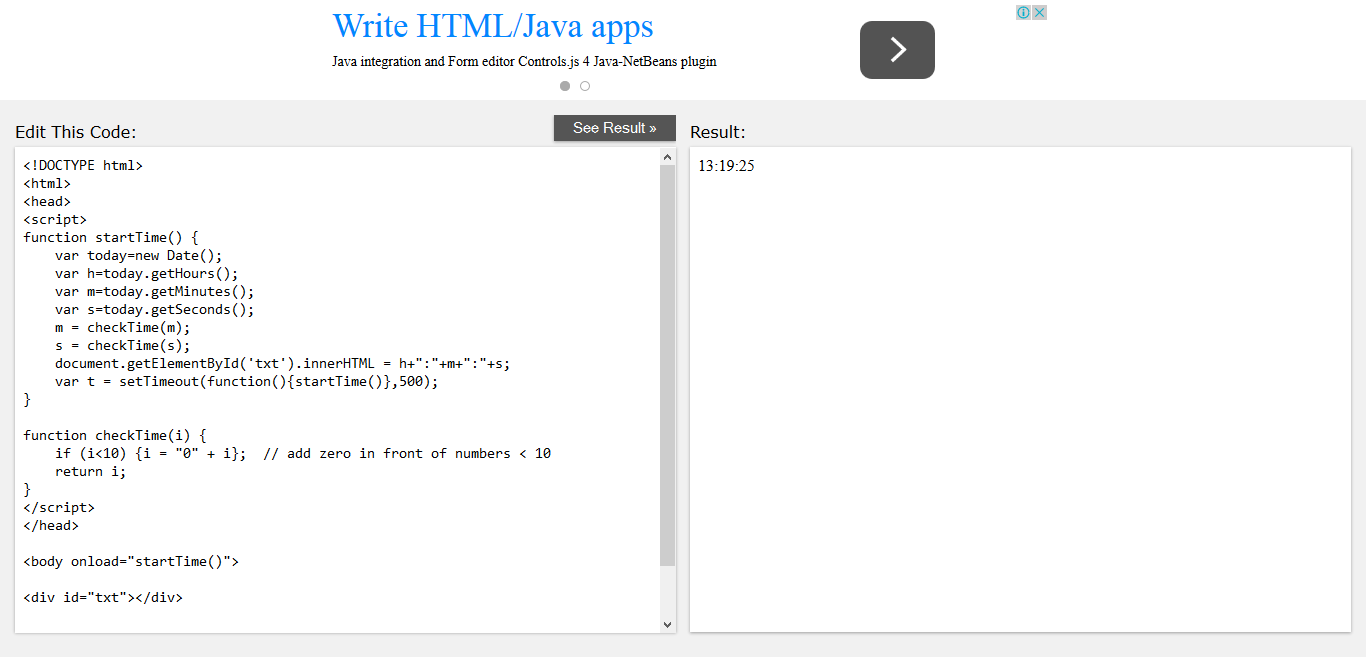 Write HTML/Java apps
Java integration and Form editor Controls.js 4 Java-NetBeans plugin
Edit This Code:
See Result »
<!DOCTYPE html>
<html>
<head>
<script>
function startTime() {
    var today=new Date();
    var h=today.getHours();
    var m=today.getMinutes();
    var s=today.getSeconds();
    m = checkTime(m);
    s = checkTime(s);
    document.getElementById('txt').innerHTML = h+":"+m+":"+s;
    var t = setTimeout(function(){startTime()},500);
}
function checkTime(i) {
    if (i<10) {i = "0" + i};  // add zero in front of numbers < 10
    return i;
}
</script>
</head>
<body onload="startTime()">
<div id="txt"></div>
Result:
13:19:25